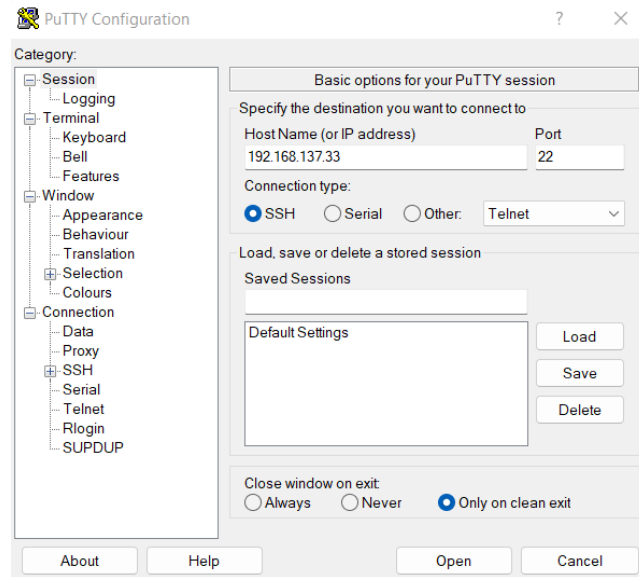 PuTTY Configuration
?
Category:
Session
Logging
Terminal
Keyboard
Bell
Features
Window
Appearance
Behaviour
Translation
Selection
Colours
Connection
Data
Proxy
SSH
Serial
Telnet
Rlogin
SUPDUP
Basic options for your PuTTY session
Specify the destination you want to connect to
Host Name (or IP address) Port
192.168.137.33 22
Connection type:
SSH Serial Other: Telnet
Load, save or delete a stored session
Saved Sessions
Default Settings
Load
Save
Delete
Close window on exit:
Always Never Only on clean exit
About Help Open Cancel